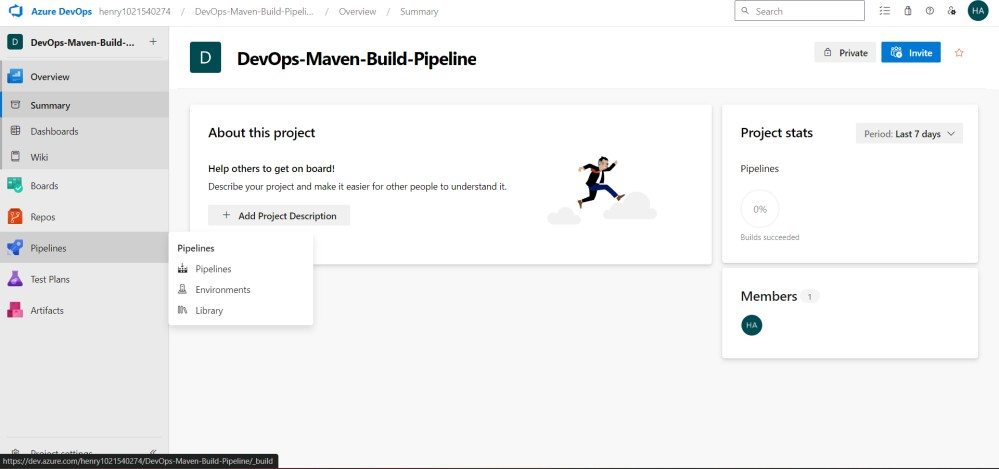 Azure DevOps henry1021540274 / DevOps-Maven-Build-Pipeli... / Overview / Summary Search HA
D DevOps-Maven-Build-... +
D DevOps-Maven-Build-Pipeline Private Invite
Overview
Summary
Dashboards
Wiki
Boards
Repos
Pipelines
Test Plans
Artifacts
Project settings
About this project
Help others to get on board!
Describe your project and make it easier for other people to understand it.
+ Add Project Description
Pipelines
Pipelines
Environments
Library
Project stats Period: Last 7 days
Pipelines
0%
Builds succeeded
Members 1
HA
https://dev.azure.com/henry1021540274/DevOps-Maven-Build-Pipeline/_build